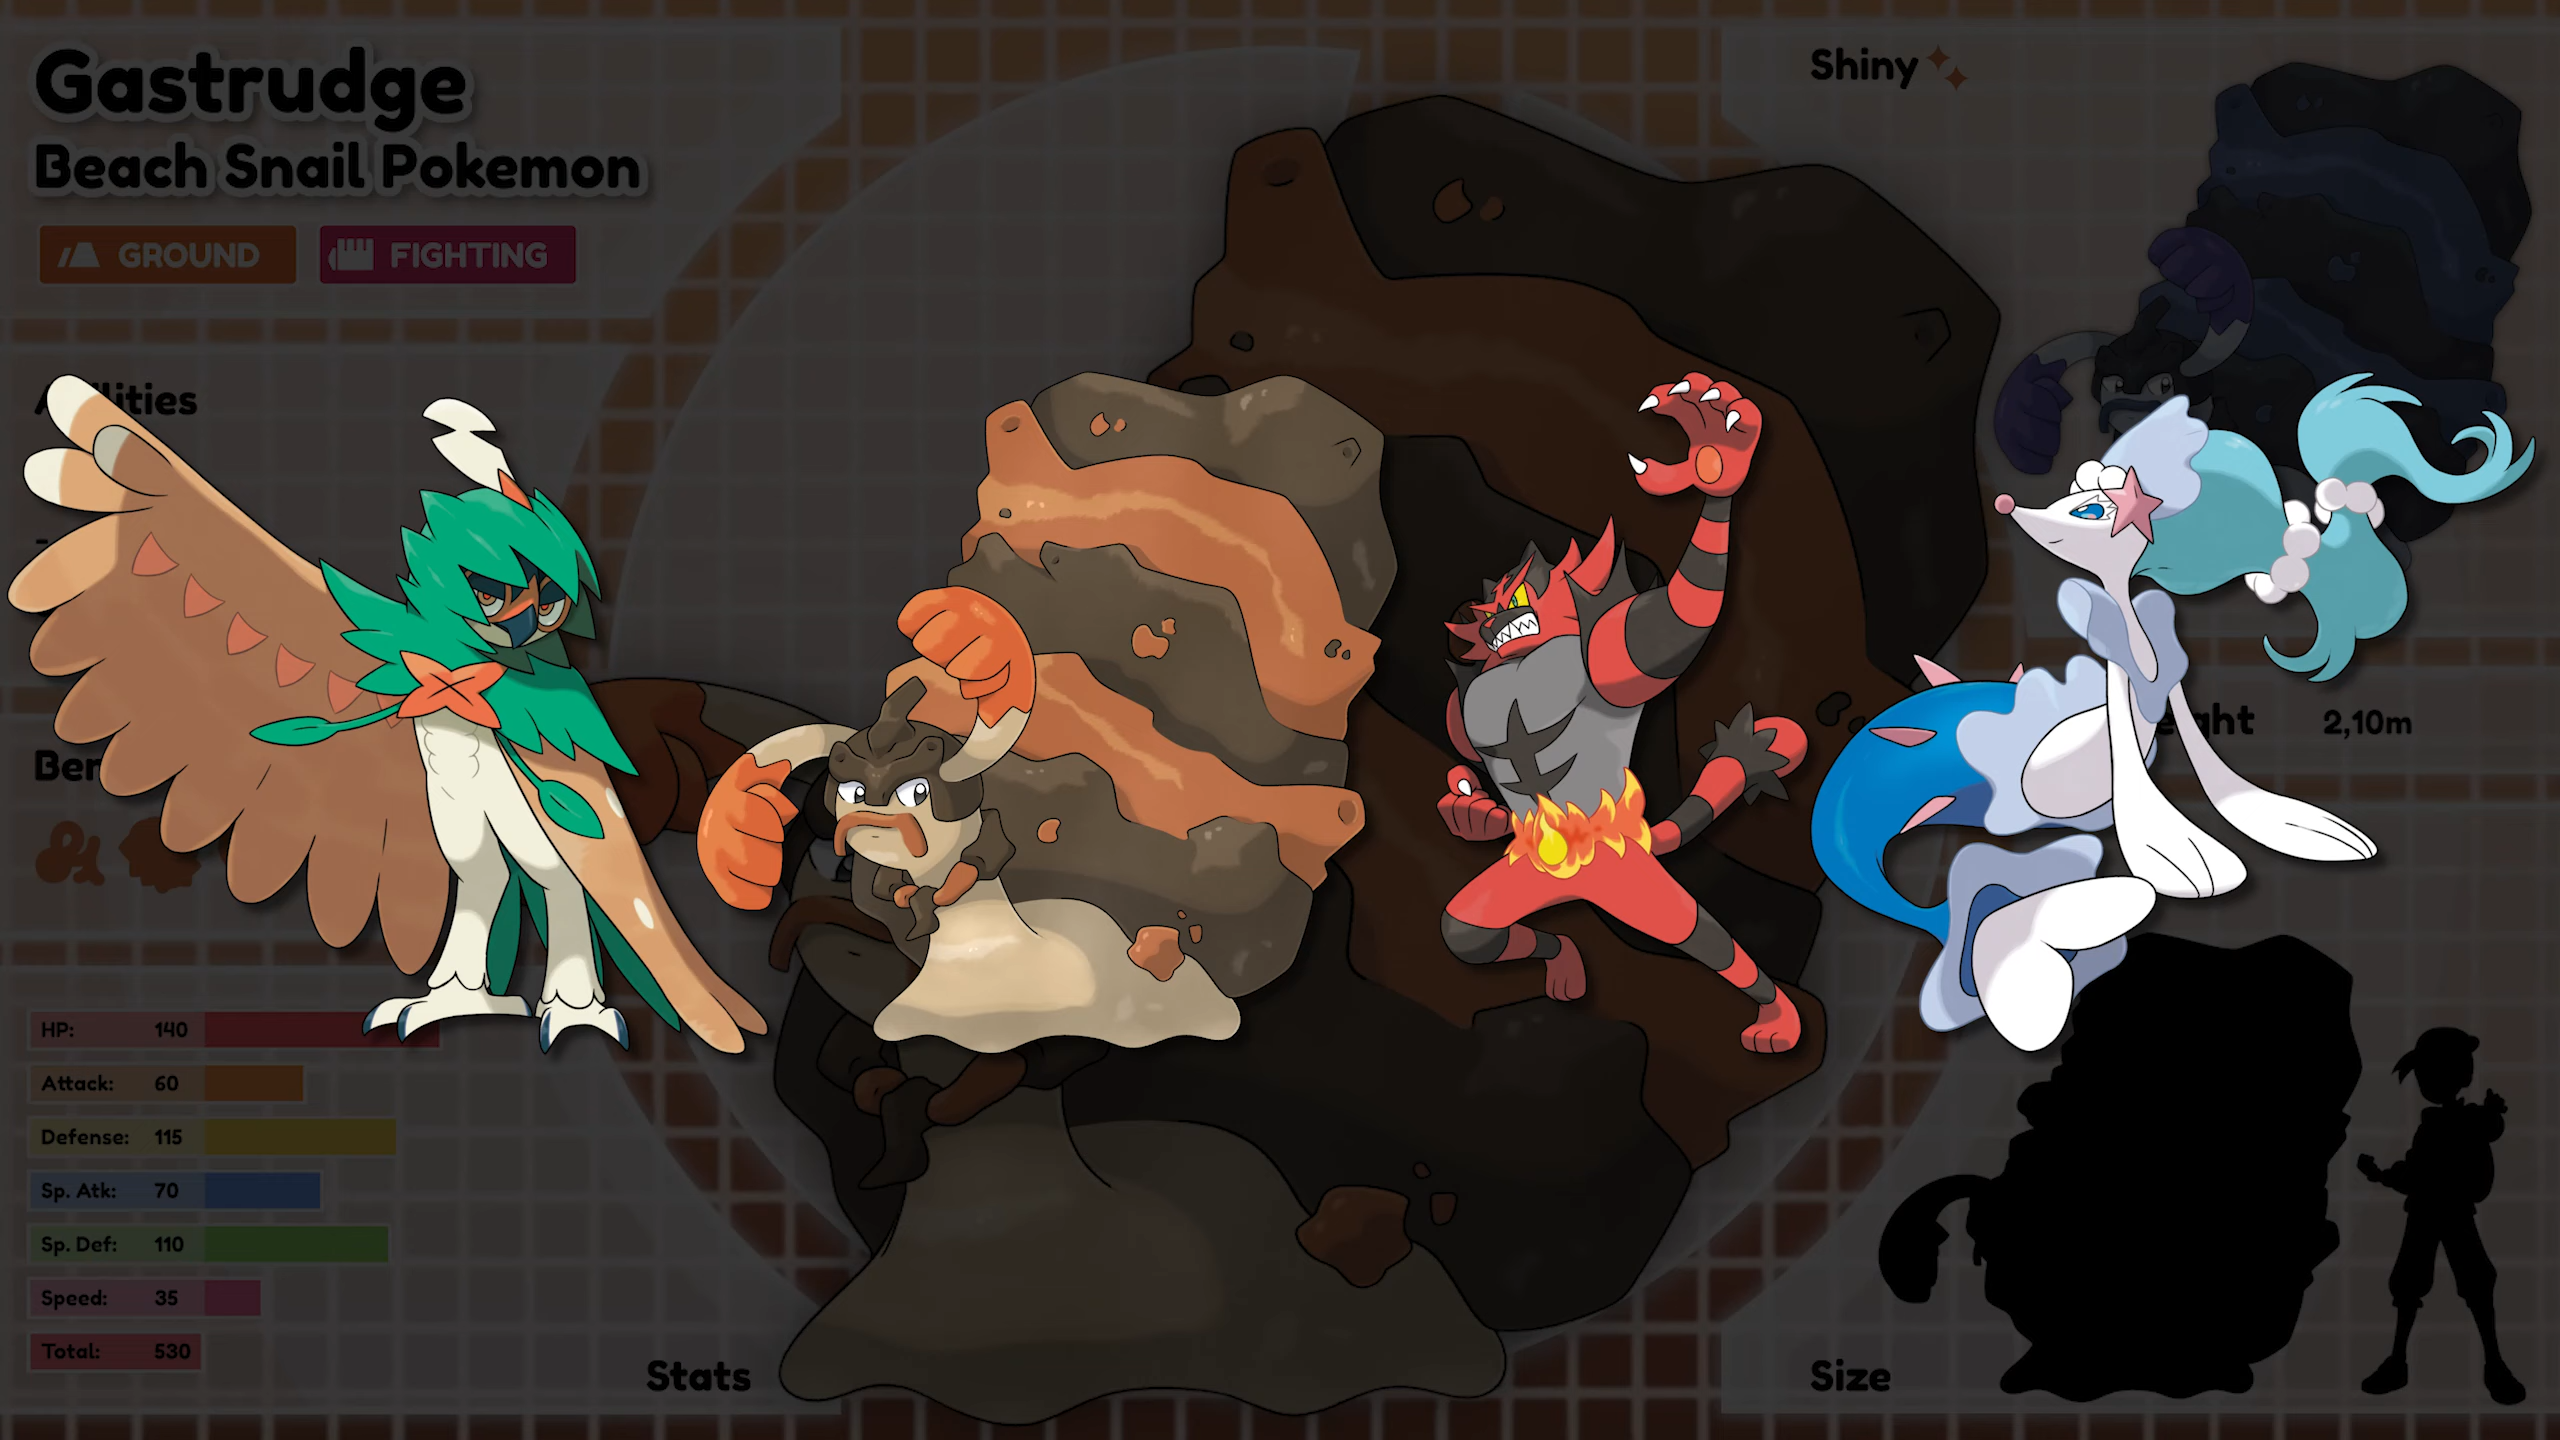 Gastrudge
Beach Snail Pokemon
GROUND
FIGHTING
Shiny
2,10m
HP: 140
Attack: 60
Defense: 115
Sp. Atk: 70
Sp. Def: 110
Speed: 35
Total: 530
Stats
Size